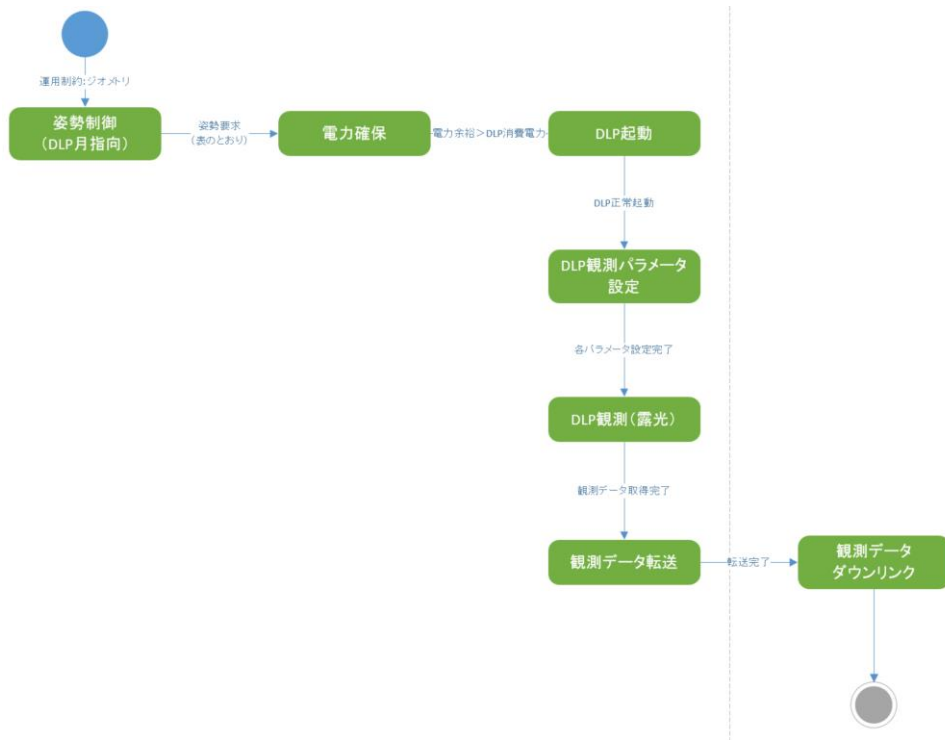 運用制約:ジオメトリ
姿勢制御
(DLP月指向)
姿勢要求
(表のとおり)
電力確保
電力余裕>DLP消費電力
DLP起動
DLP正常起動
DLP観測パラメータ
設定
各パラメータ設定完了
DLP観測(露光)
観測データ取得完了
観測データ転送
転送完了
観測データ
ダウンリンク